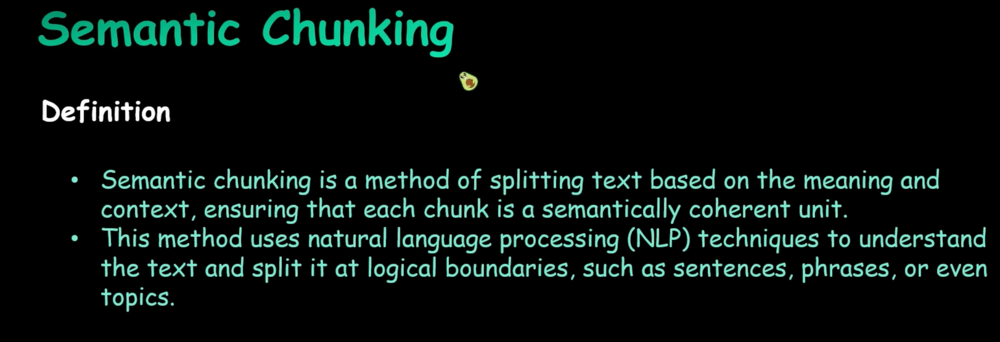 Semantic Chunking
Definition
• Semantic chunking is a method of splitting text based on the meaning and
context, ensuring that each chunk is a semantically coherent unit.
• This method uses natural language processing (NLP) techniques to understand
the text and split it at logical boundaries, such as sentences, phrases, or even
topics.